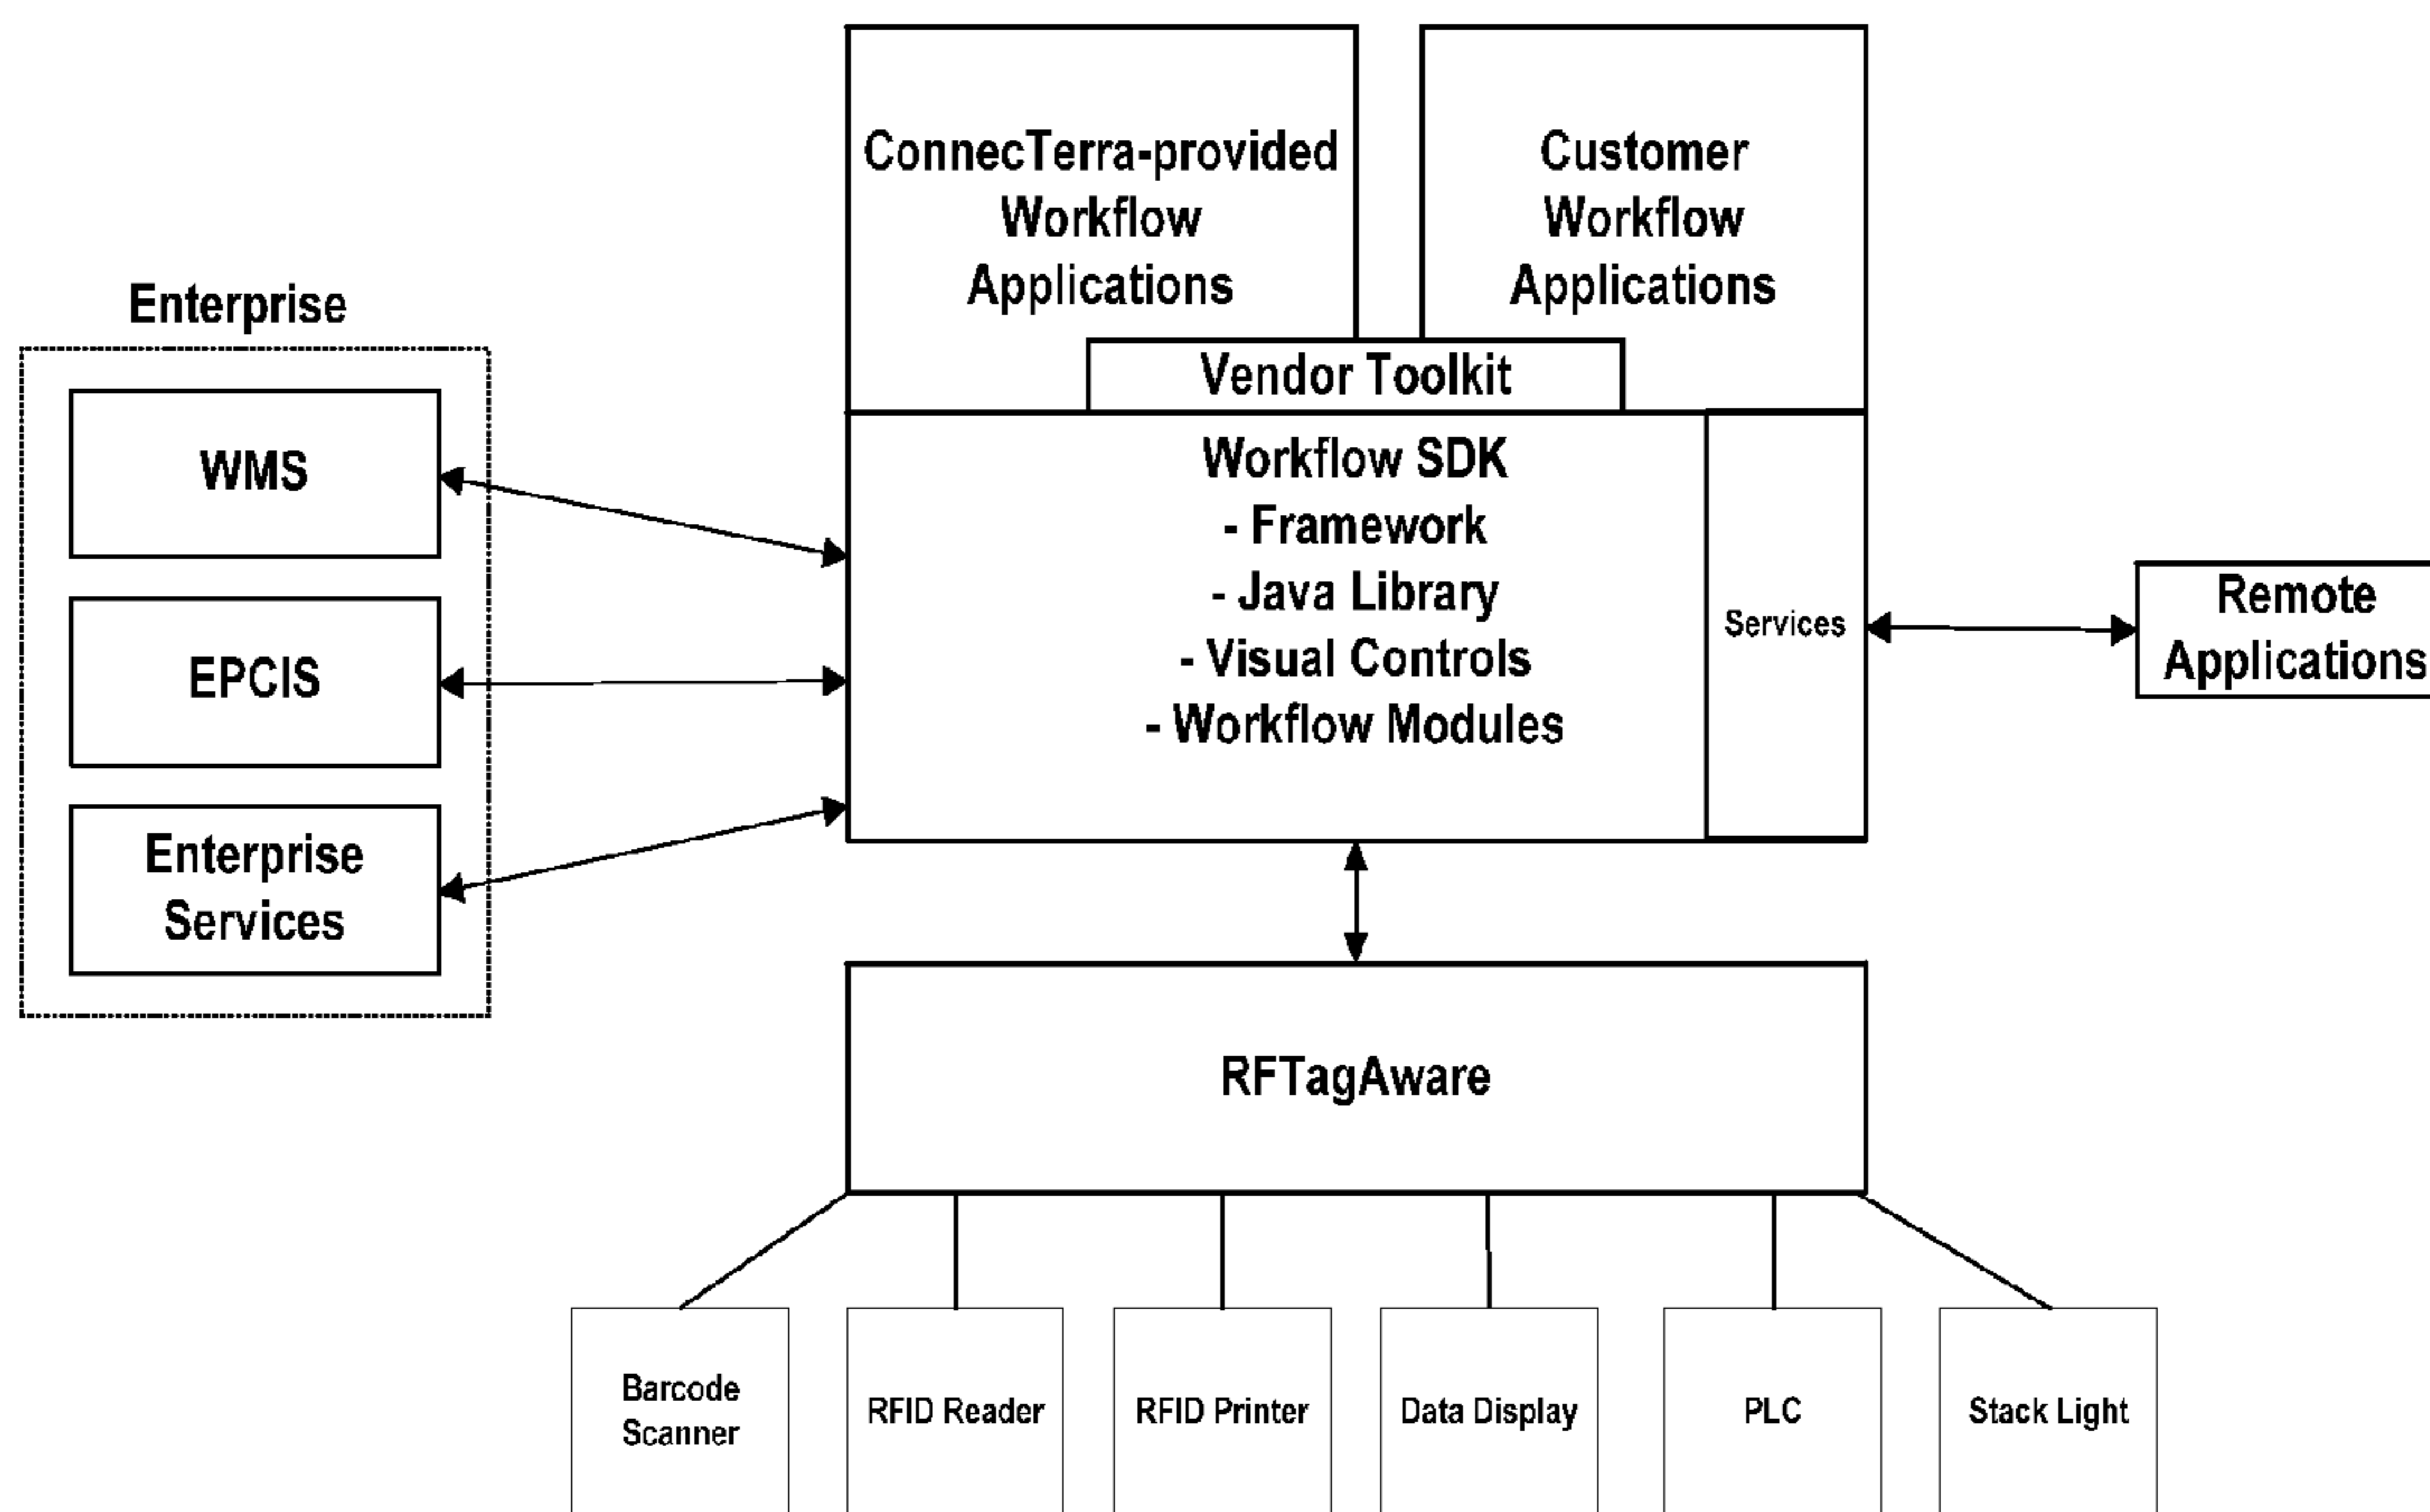 ConnecTerra-provided
Workflow
Applications
Customer
Workflow
Applications
Vendor Toolkit
Enterprise
WMS
EPCIS
Enterprise
Services
Workflow SDK
- Framework
- Java Library
- Visual Controls
- Workflow Modules
Services
Remote
Applications
RFTagAware
Barcode
Scanner
RFID Reader
RFID Printer
Data Display
PLC
Stack Light